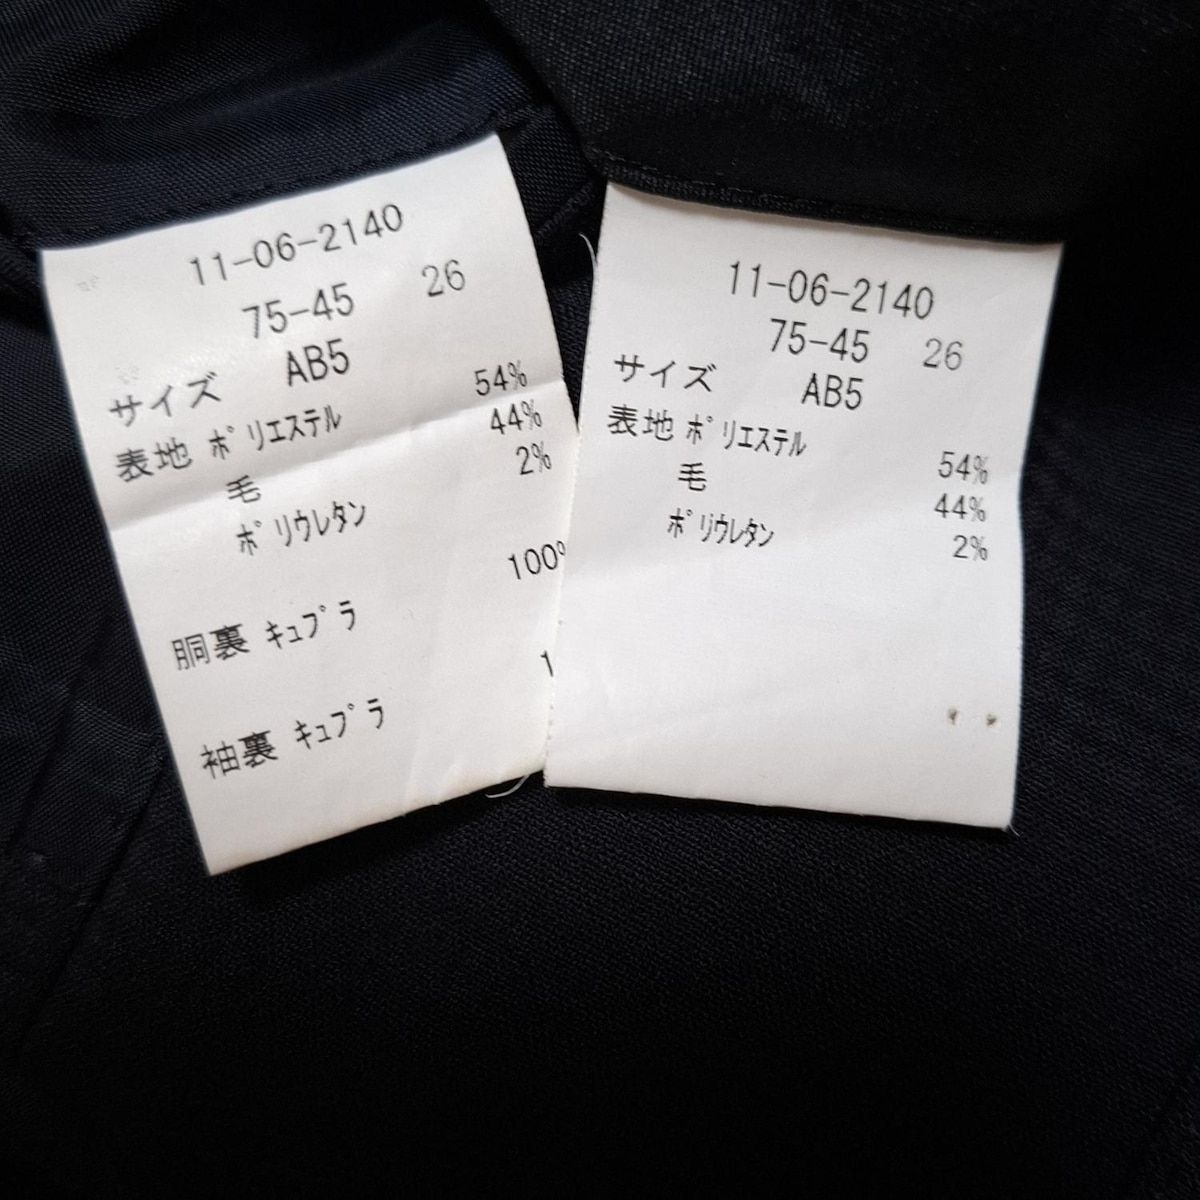 11-06-2140
75-45 26
サイズ AB5
表地 ポリエステル 54%
毛 44%
ポリウレタン 2%
胴裏 キュプラ 100%
袖裏 キュプラ 1
11-06-2140
75-45 26
サイズ AB5
表地 ポリエステル 54%
毛 44%
ポリウレタン 2%